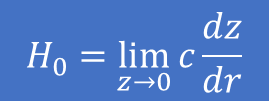 H₀ = lim z→0 c dz/dr